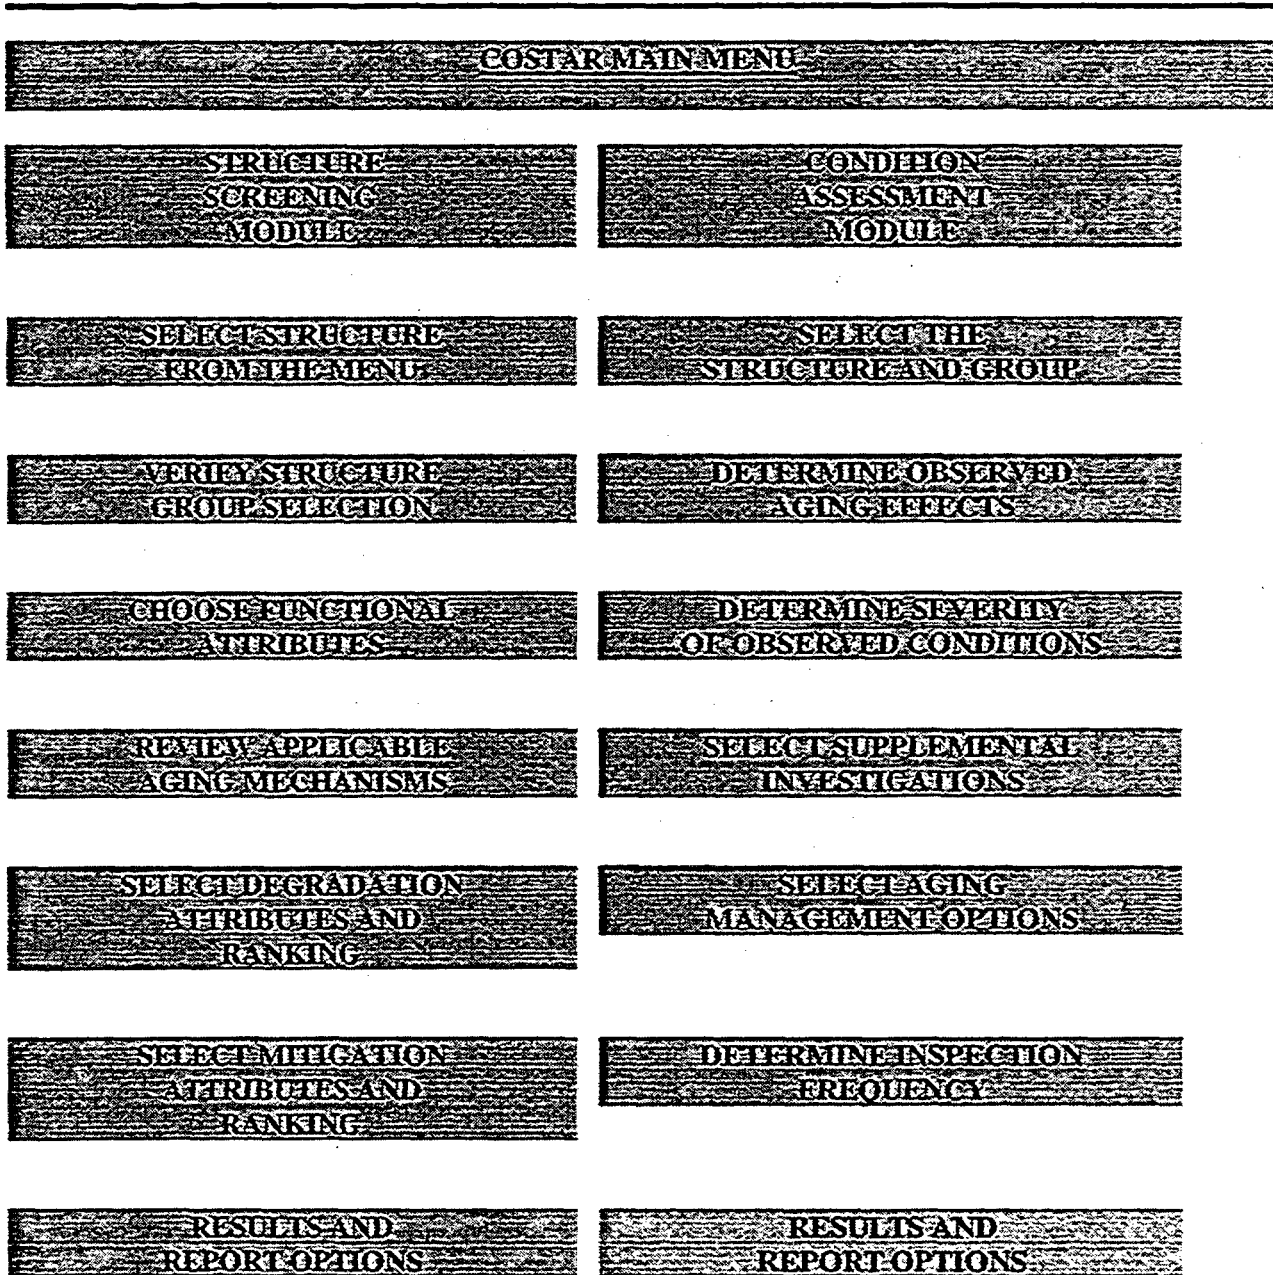 COSTAR MAIN MENU
STRUCTURE
SCREENING
MODULE
CONDITION
ASSESSMENT
MODULE
SELECT STRUCTURE
FROM THE MENU
SELECT THE
STRUCTURE AND GROUP
VERIFY STRUCTURE
GROUP SELECTION
DETERMINE OBSERVED
AGING EFFECTS
CHOOSE FUNCTIONAL
ATTRIBUTES
DETERMINE SEVERITY
OF OBSERVED CONDITIONS
REVIEW APPLICABLE
AGING MECHANISMS
SELECT SUPPLEMENTAL
INVESTIGATIONS
SELECT DEGRADATION
ATTRIBUTES AND
RANKING
SELECT AGING
MANAGEMENT OPTIONS
SELECT MITIGATION
ATTRIBUTES AND
RANKING
DETERMINE INSPECTION
FREQUENCY
RESULTS AND
REPORT OPTIONS
RESULTS AND
REPORT OPTIONS